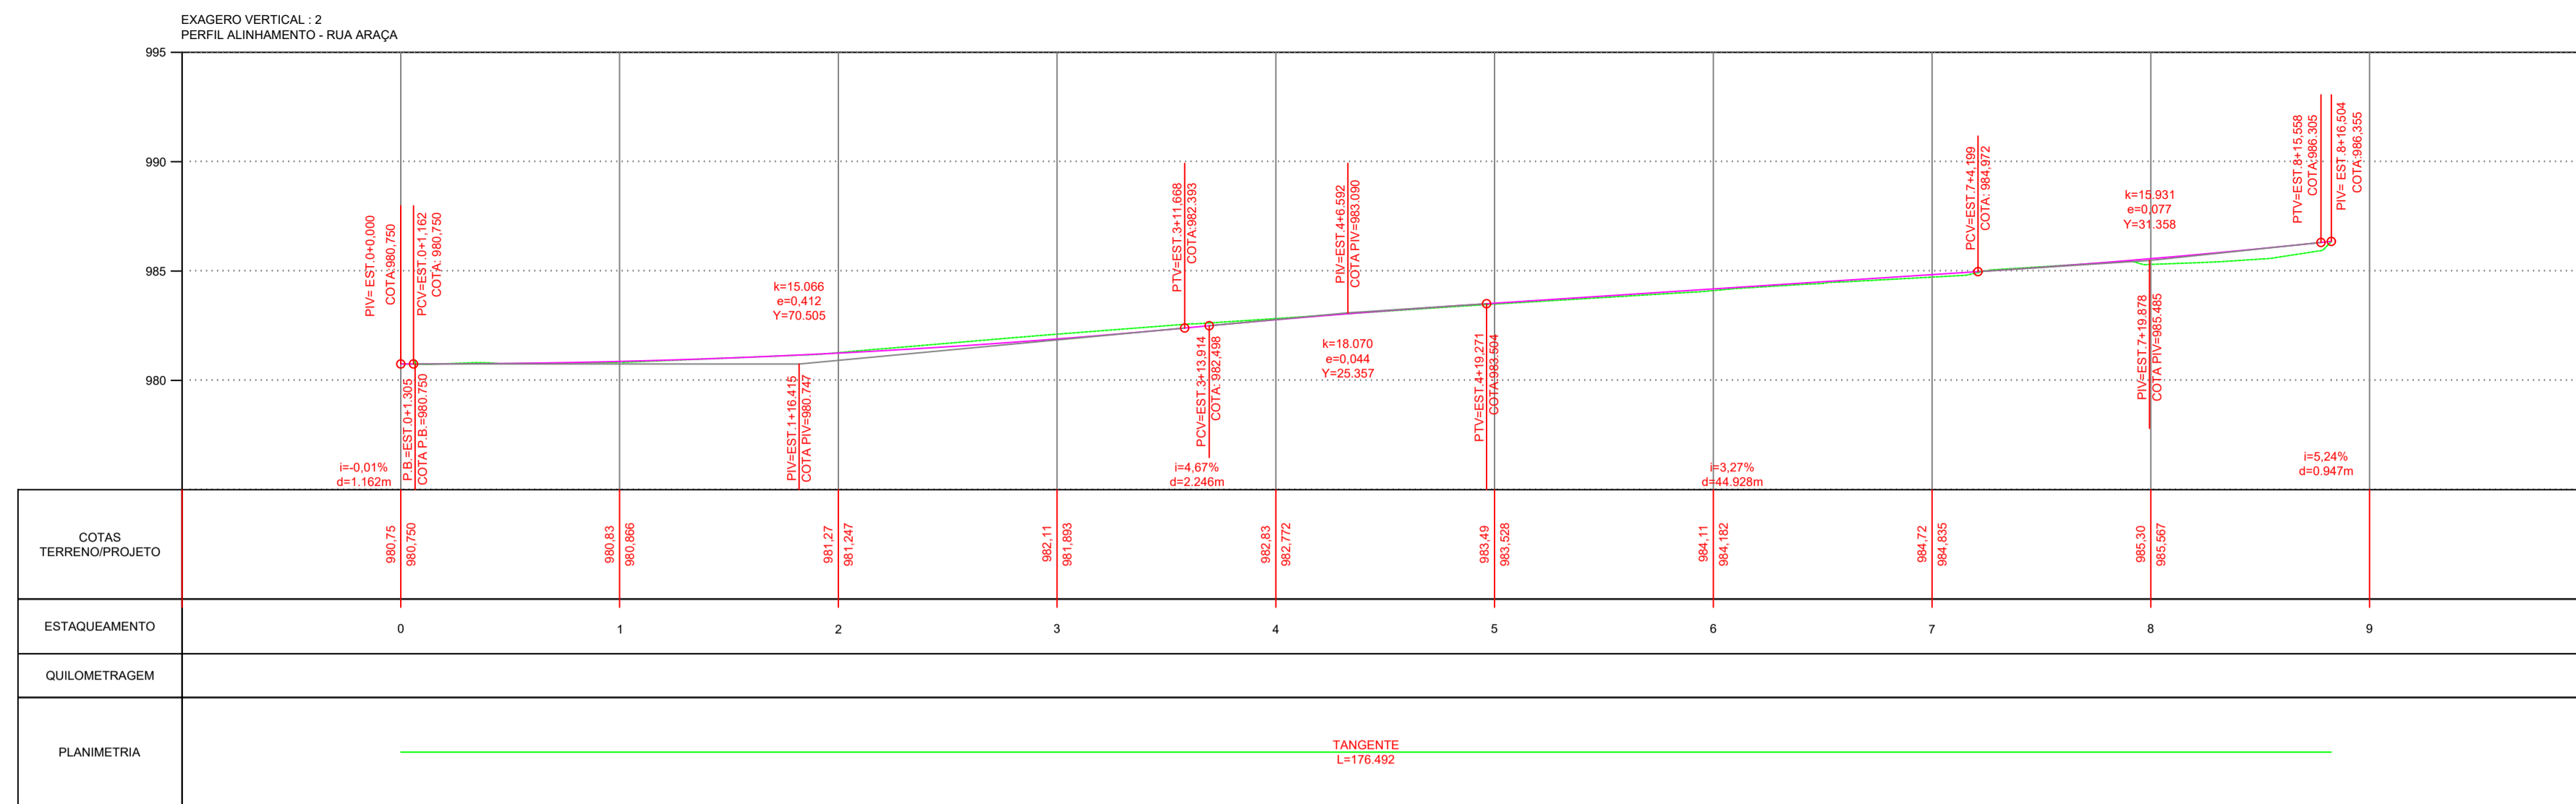 EXAGERO VERTICAL : 2
PERFIL ALINHAMENTO - RUA ARAÇA
995
990
985
980
PIV= EST.0+0,000
COTA:980,750
PCV=EST.0+1,162
COTA: 980,750
P.B.=EST.0+1.305
COTA P.B.=980.750
i=-0,01%
d=1.162m
k=15.066
e=0,412
Y=70.505
PIV=EST.1+16.415
COTA PIV=980.747
PTV=EST.3+11,668
COTA:982.393
PCV=EST.3+13,914
COTA: 982,498
i=4,67%
d=2.246m
PIV=EST.4+6.592
COTA PIV=983.090
k=18.070
e=0,044
Y=25.357
PTV=EST.4+19,271
COTA:983.504
i=3,27%
d=44.928m
PCV=EST.7+4,199
COTA: 984,972
k=15.931
e=0,077
Y=31.358
PIV=EST.7+19.878
COTA PIV=985.485
PTV=EST.8+15,558
COTA:986.305
PIV= EST.8+16,504
COTA:986,355
i=5,24%
d=0.947m
COTAS
TERRENO/PROJETO
980,75
980,750
980,83
980,866
981,27
981,247
982,11
981,893
982,83
982,772
983,49
983,528
984,11
984,182
984,72
984,835
985,30
985,567
ESTAQUEAMENTO
0 1 2 3 4 5 6 7 8 9
QUILOMETRAGEM
PLANIMETRIA
TANGENTE
L=176.492